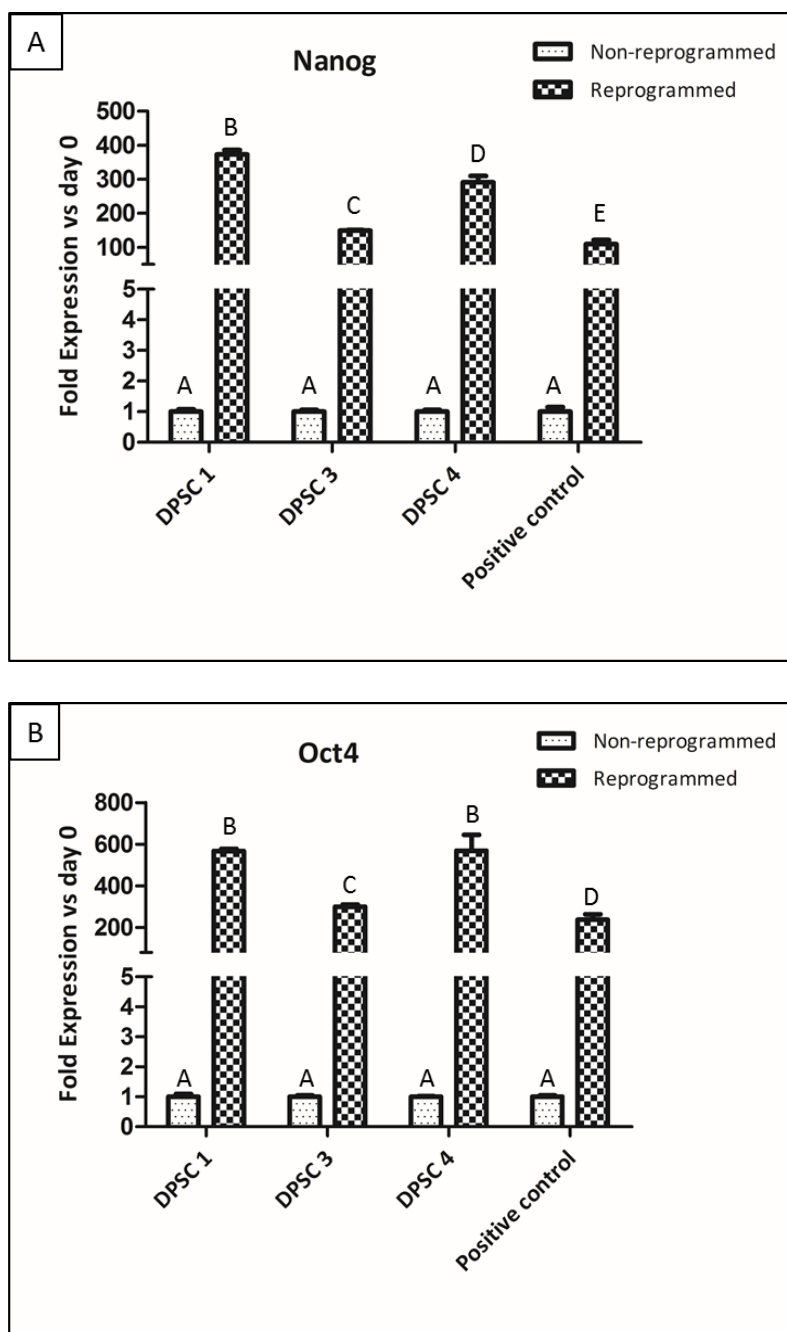 A
Nanog
Non-reprogrammed
Reprogrammed
Fold Expression vs day 0
500
400
300
200
100
5
4
3
2
1
0
A
B
A
C
A
D
A
E
DPSC 1
DPSC 3
DPSC 4
Positive control
B
Oct4
Non-reprogrammed
Reprogrammed
Fold Expression vs day 0
800
600
400
200
5
4
3
2
1
0
A
B
A
C
A
B
A
D
DPSC 1
DPSC 3
DPSC 4
Positive control